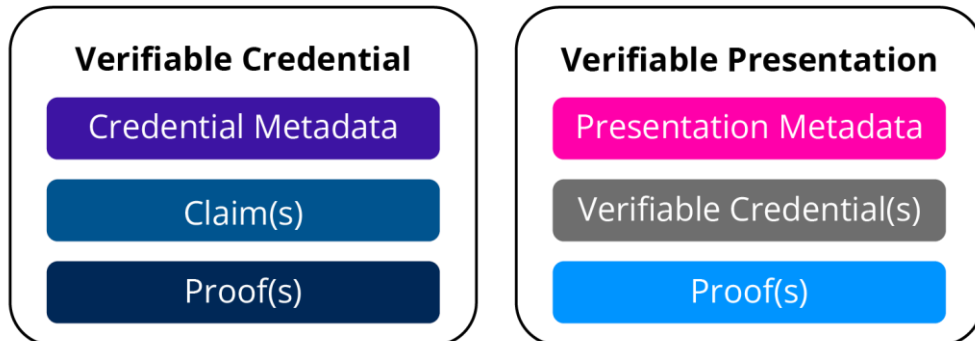 Verifiable Credential
Credential Metadata
Claim(s)
Proof(s)
Verifiable Presentation
Presentation Metadata
Verifiable Credential(s)
Proof(s)